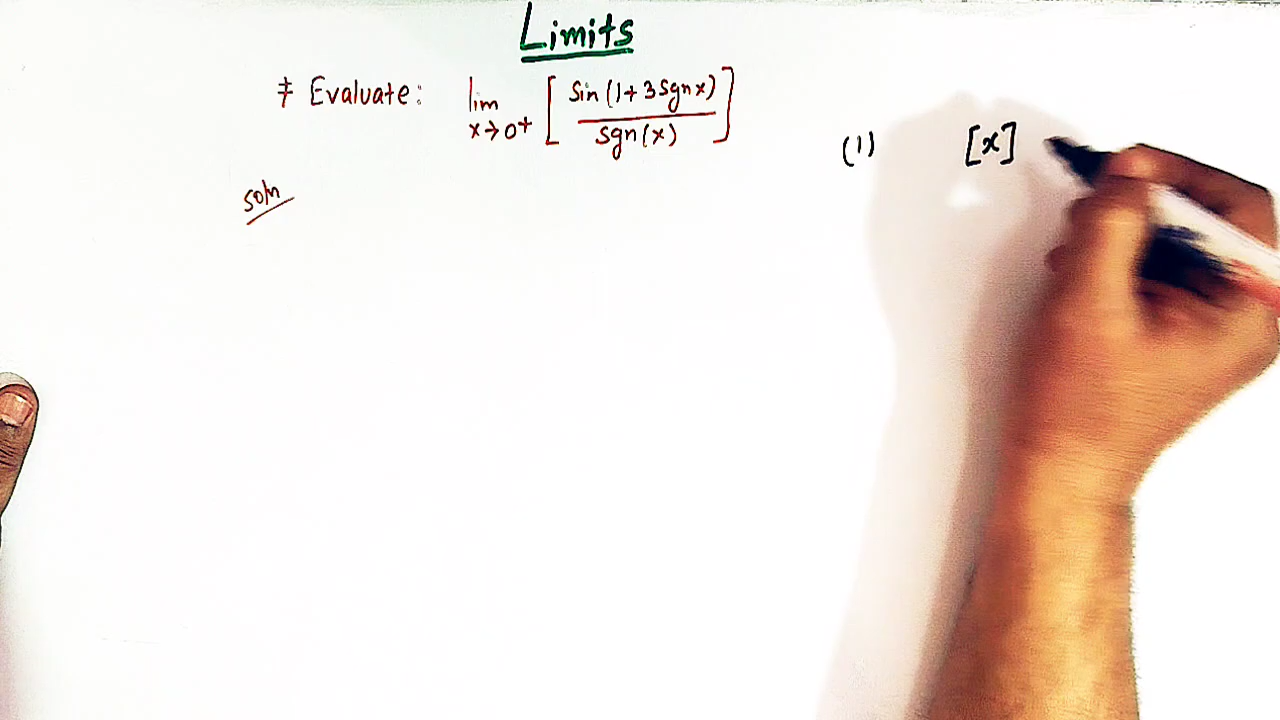 Limits
‡ Evaluate: lim x→0+ [ Sin(1+3Sgnx) / Sgn(x) ]
Soln
(1) [x]